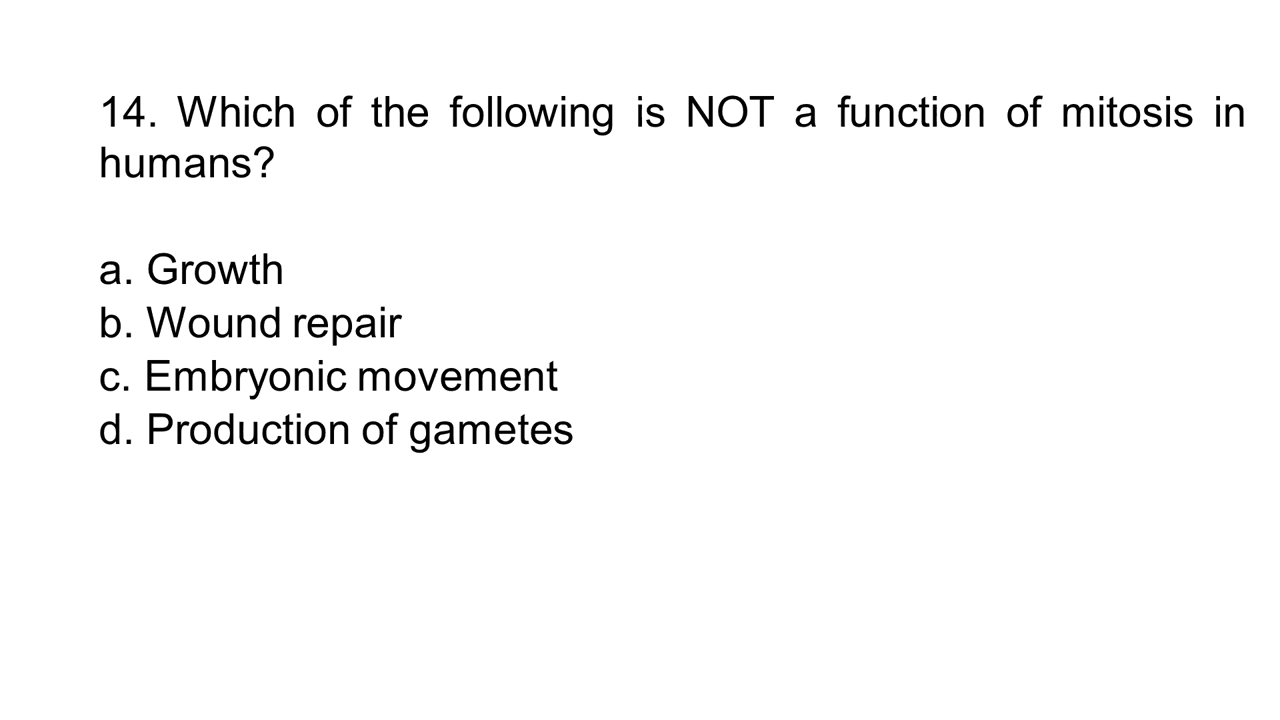 14. Which of the following is NOT a function of mitosis in
humans?
a. Growth
b. Wound repair
c. Embryonic movement
d. Production of gametes